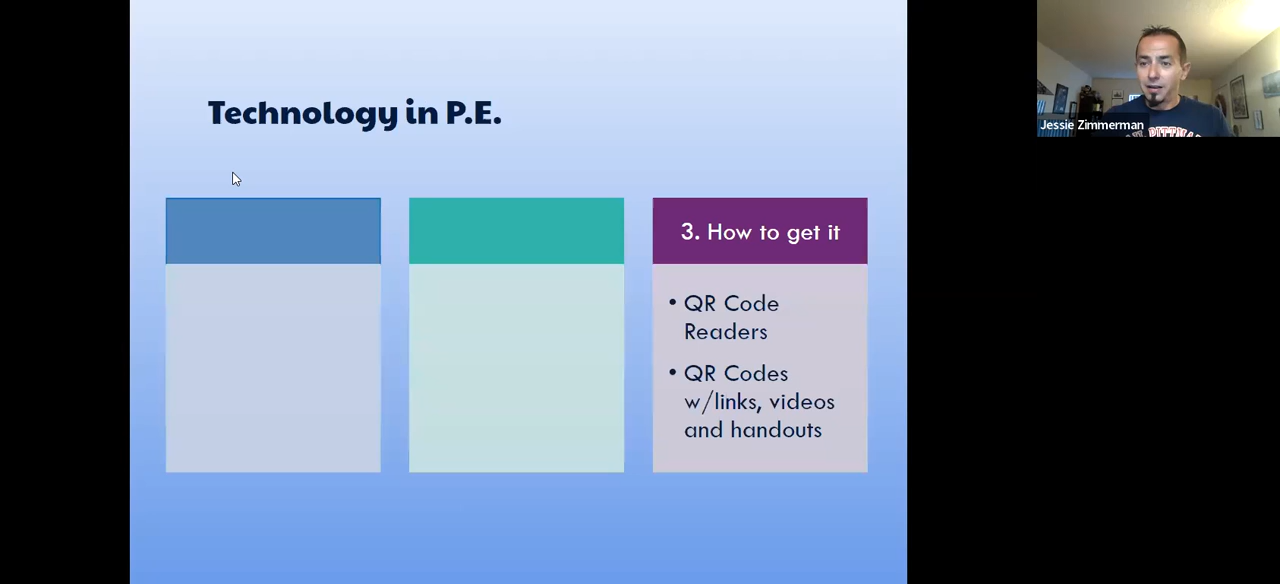 Technology in P.E.
3. How to get it
• QR Code
Readers
• QR Codes
w/links, videos
and handouts
Jessie Zimmerman